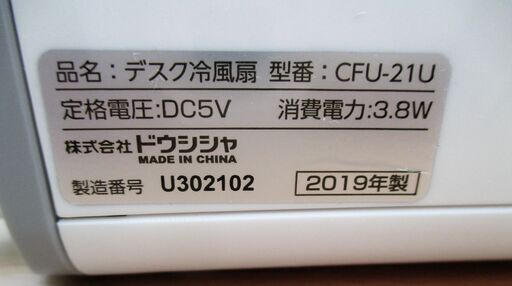 品名:デスク冷風扇 型番:CFU-21U
定格電圧:DC5V 消費電力:3.8W
株式会社ドウシシャ
MADE IN CHINA
製造番号 U302102 2019年製